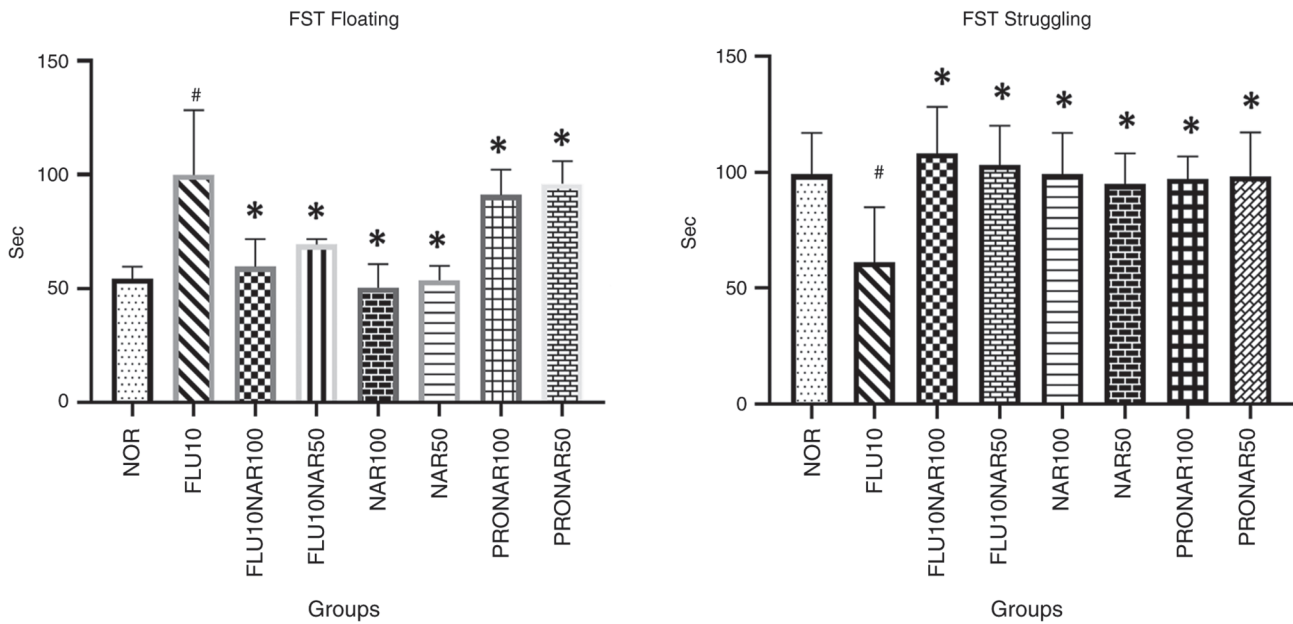 FST Floating
150
100
50
0
Sec
#
*
*
*
*
*
*
NOR
FLU10
FLU10NAR100
FLU10NAR50
NAR100
NAR50
PRONAR100
PRONAR50
Groups
FST Struggling
150
100
50
0
Sec
#
*
*
*
*
*
*
NOR
FLU10
FLU10NAR100
FLU10NAR50
NAR100
NAR50
PRONAR100
PRONAR50
Groups